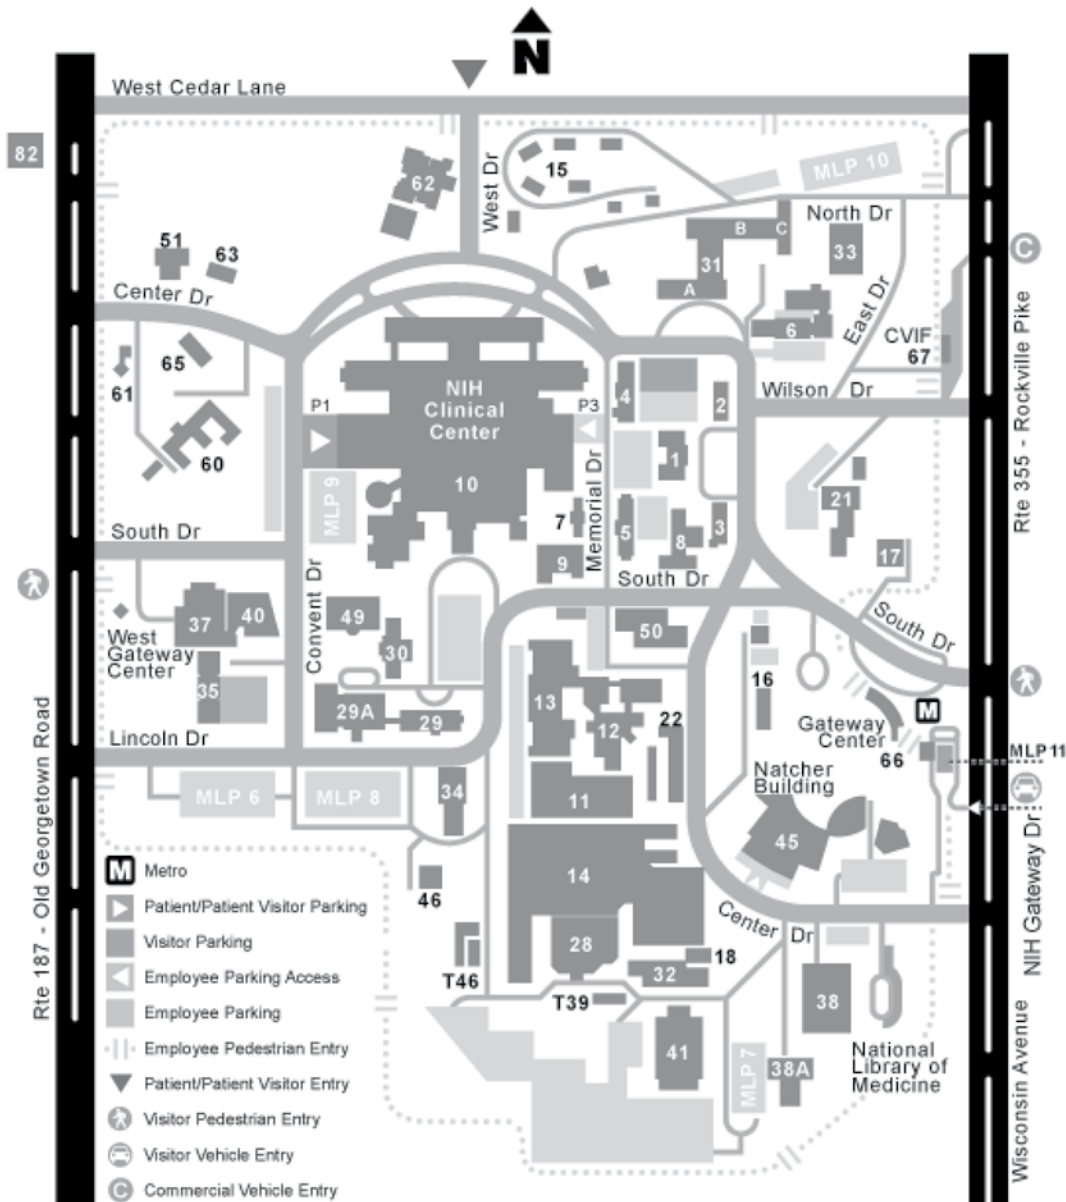 N
West Cedar Lane
82
62
West Dr
15
MLP 10
North Dr
B
C
31
A
33
C
51
63
Center Dr
65
61
60
East Dr
6
CVIF
67
Wilson Dr
Rte 355 - Rockville Pike
P1
NIH
Clinical
Center
P3
10
MLP 9
4
2
1
Memorial Dr
7
5
8
3
9
21
17
South Dr
South Dr
South Dr
37
40
West
Gateway
Center
35
Convent Dr
49
30
29A
29
50
13
12
22
16
M
Gateway
Center
66
MLP 11
Lincoln Dr
Rte 187 - Old Georgetown Road
MLP 6
MLP 8
34
11
Natcher
Building
45
NIH Gateway Dr
46
14
Center Dr
28
18
32
T46
T39
41
38
MLP 7
38A
National
Library of
Medicine
Wisconsin Avenue
M Metro
Patient/Patient Visitor Parking
Visitor Parking
Employee Parking Access
Employee Parking
Employee Pedestrian Entry
Patient/Patient Visitor Entry
Visitor Pedestrian Entry
Visitor Vehicle Entry
C Commercial Vehicle Entry